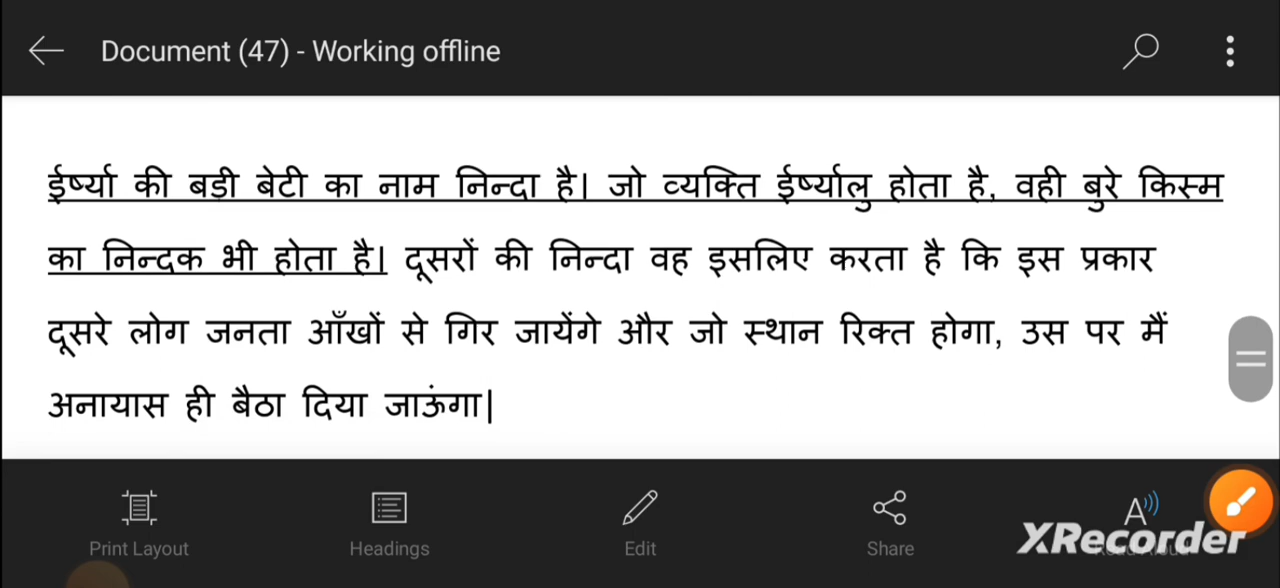 Document (47) - Working offline
ईर्ष्या की बडी बेटी का नाम निन्दा है। जो व्यक्ति ईर्ष्यालु होता है, वही बुरे किस्म
का निन्दक भी होता है। दूसरों की निन्दा वह इसलिए करता है कि इस प्रकार
दूसरे लोग जनता आँखों से गिर जायेंगे और जो स्थान रिक्त होगा, उस पर मैं
अनायास ही बैठा दिया जाऊंगा|
Print Layout Headings Edit Share
XRecorder